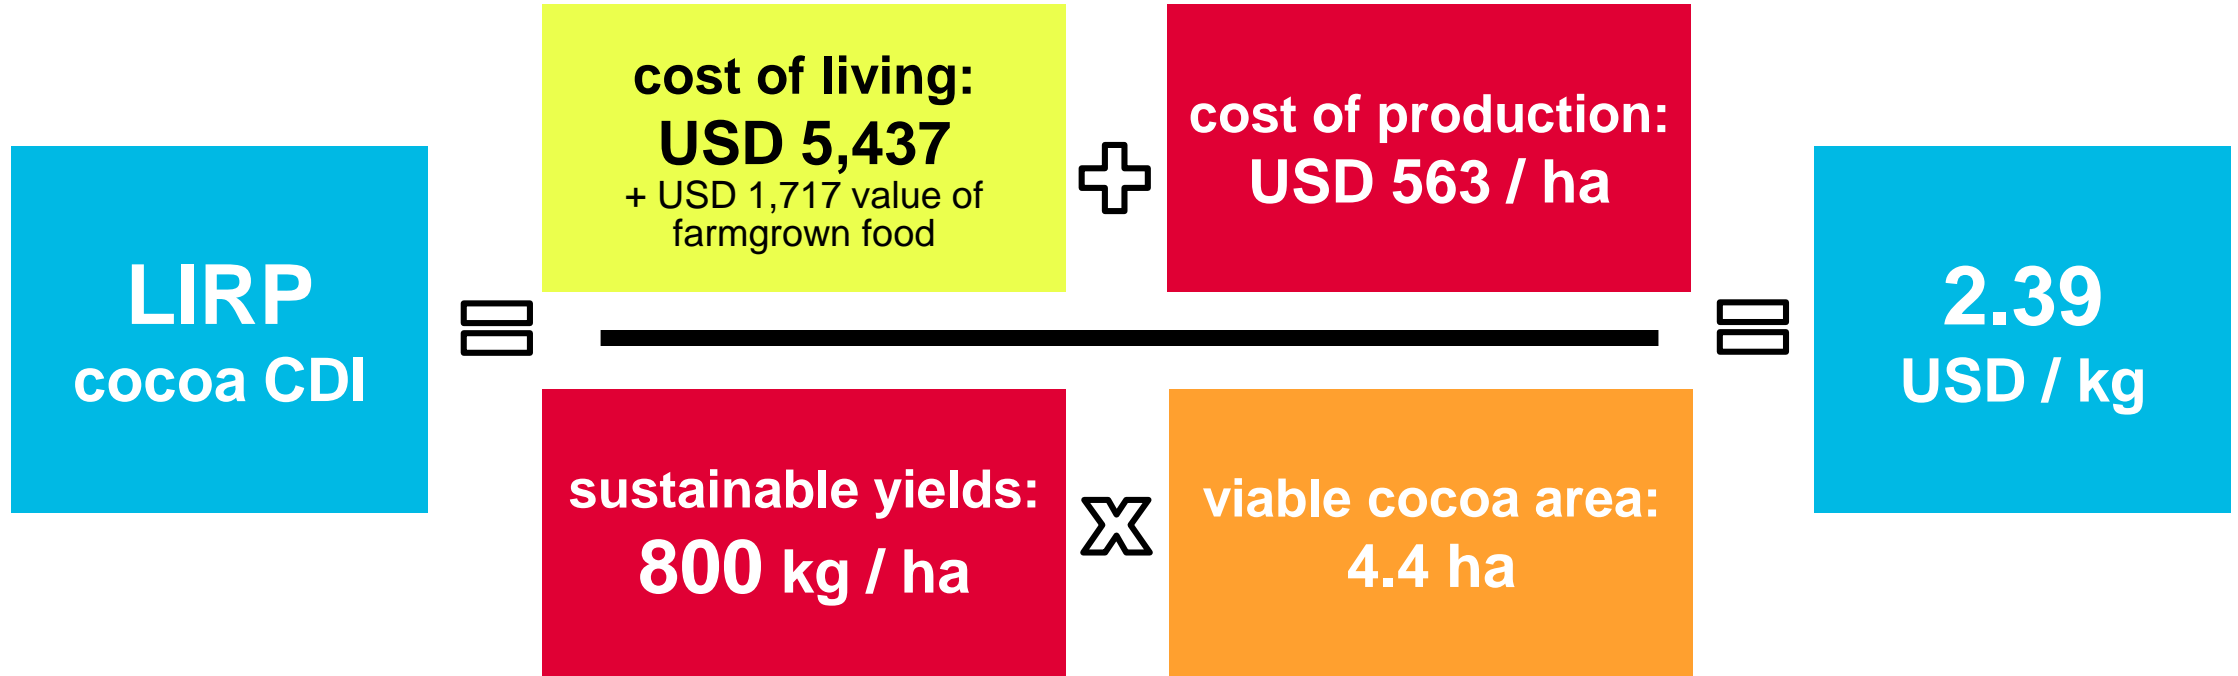 LIRP
cocoa CDI
cost of living:
USD 5,437
+ USD 1,717 value of
farmgrown food
cost of production:
USD 563 / ha
sustainable yields:
800 kg / ha
x
viable cocoa area:
4.4 ha
2.39
USD / kg